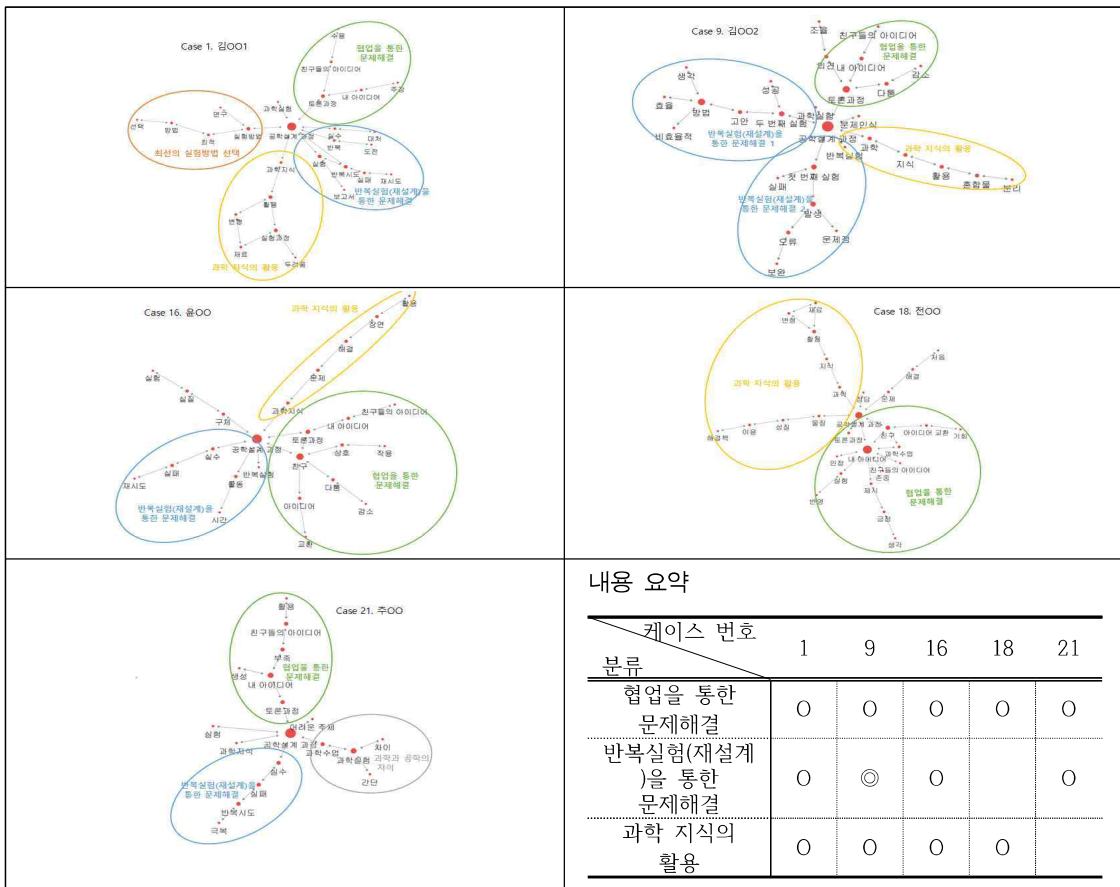 Case 1. 김OO1
수용
협업을 통한
문제해결
친구들의 아이디어
주장
내 아이디어
토론과정
과학실험
연구
선택
방법
최적
실험방법
공학설계 과정
최선의 실험방법 선택
실수
대처
반복
도전
실험
반복시도
실패
재시도
반복실험(재설계)을
통한 문제해결
보고서
과학지식
활용
변형
실험과정
재료
과학 지식의 활용
Case 9. 김OO2
조율
친구들의 아이디어
협업을 통한
문제해결
의견
내 아이디어
감소
다툼
토론과정
생각
성공
효율
방법
고안
두 번째 실험
과학실험
문제인식
비효율적
반복실험(재설계)을
통한 문제해결 1
공학설계 과정
반복실험
과학
과학 지식의 활용
지식
활용
혼합물
분리
첫 번째 실험
실패
반복실험(재설계)을
통한 문제해결 2
발생
오류
문제점
보완
Case 16. 윤OO
과학 지식의 활용
활용
장면
해결
문제
과학지식
실험
실질
구체
친구들의 아이디어
내 아이디어
토론과정
공학설계 과정
상호
작용
실수
친구
실패
반복실험
협업을 통한
문제해결
재시도
활동
다툼
반복실험(재설계)을
통한 문제해결
시간
아이디어
감소
교환
Case 18. 전OO
재료
변형
활용
처음
지식
해결
과학 지식의 활용
과학
상담
문제
공학설계 과정
물질
성질
이용
해결책
토론과정
친구
아이디어 교환
기회
내 아이디어
과학수업
인정
친구들의 아이디어
실험
존중
반영
제시
협업을 통한
문제해결
긍정
생각
Case 21. 주OO
활용
친구들의 아이디어
부족
협업을 통한
문제해결
생성
내 아이디어
토론과정
어려운 주제
실험
공학설계 과정
과학지식
과학수업
차이
과학실험
과학과 공학의
차이
간단
실수
반복실험(재설계)을
통한 문제해결
실패
반복시도
극복
내용 요약
케이스 번호
분류
1 9 16 18 21
협업을 통한
문제해결
O O O O O
반복실험(재설계
)을 통한
문제해결
O ◎ O O
과학 지식의
활용
O O O O